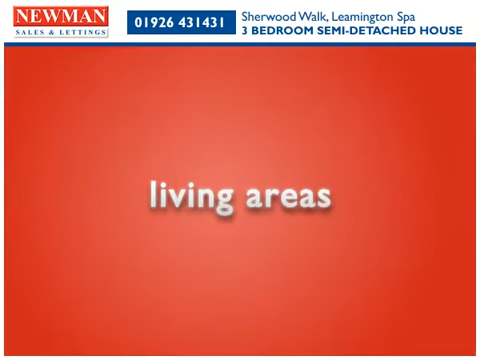 NEWMAN
SALES & LETTINGS
01926 431431
Sherwood Walk, Leamington Spa
3 BEDROOM SEMI-DETACHED HOUSE
living areas